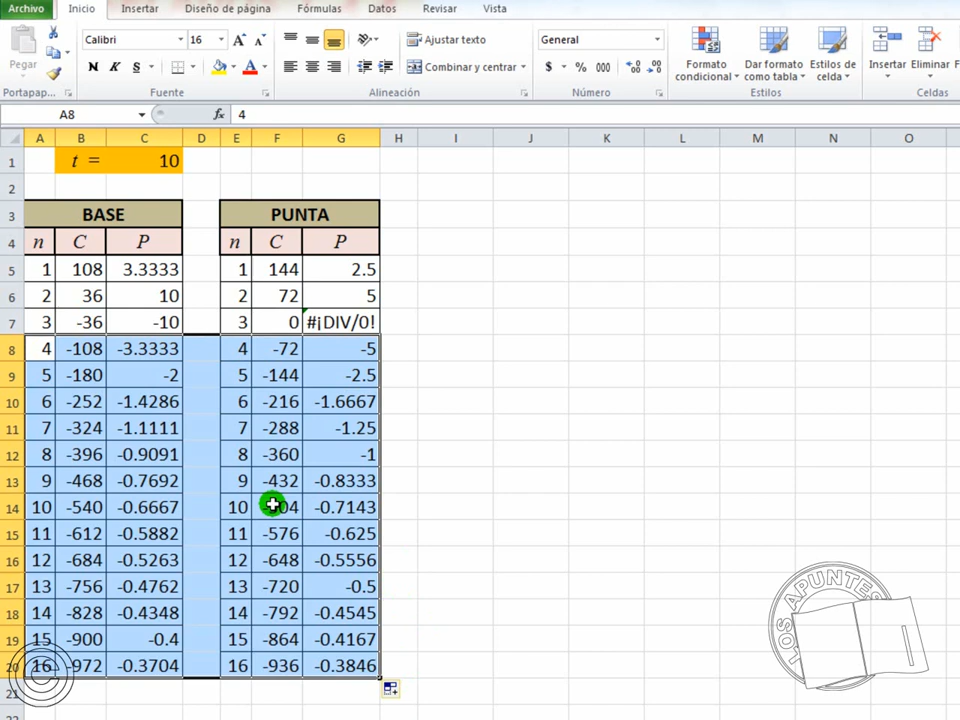 Archivo Inicio Insertar Diseño de página Fórmulas Datos Revisar Vista
Pegar
Calibri 16 A A
Ajustar texto
General
Formato condicional
Dar formato como tabla
Estilos de celda
Insertar
Eliminar
N K S
A
Combinar y centrar
$ % 000
Portapap... Fuente Alineación Número Estilos Celdas
A8 fx 4
A B C D E F G H I J K L M N O
1 t = 10
2
3 BASE PUNTA
4 n C P n C P
5 1 108 3.3333 1 144 2.5
6 2 36 10 2 72 5
7 3 -36 -10 3 0 #¡DIV/0!
8 4 -108 -3.3333 4 -72 -5
9 5 -180 -2 5 -144 -2.5
10 6 -252 -1.4286 6 -216 -1.6667
11 7 -324 -1.1111 7 -288 -1.25
12 8 -396 -0.9091 8 -360 -1
13 9 -468 -0.7692 9 -432 -0.8333
14 10 -540 -0.6667 10 -0.7143
15 11 -612 -0.5882 11 -576 -0.625
16 12 -684 -0.5263 12 -648 -0.5556
17 13 -756 -0.4762 13 -720 -0.5
18 14 -828 -0.4348 14 -792 -0.4545
19 15 -900 -0.4 15 -864 -0.4167
20 16 -972 -0.3704 16 -936 -0.3846
21
LOS APUNTES
©